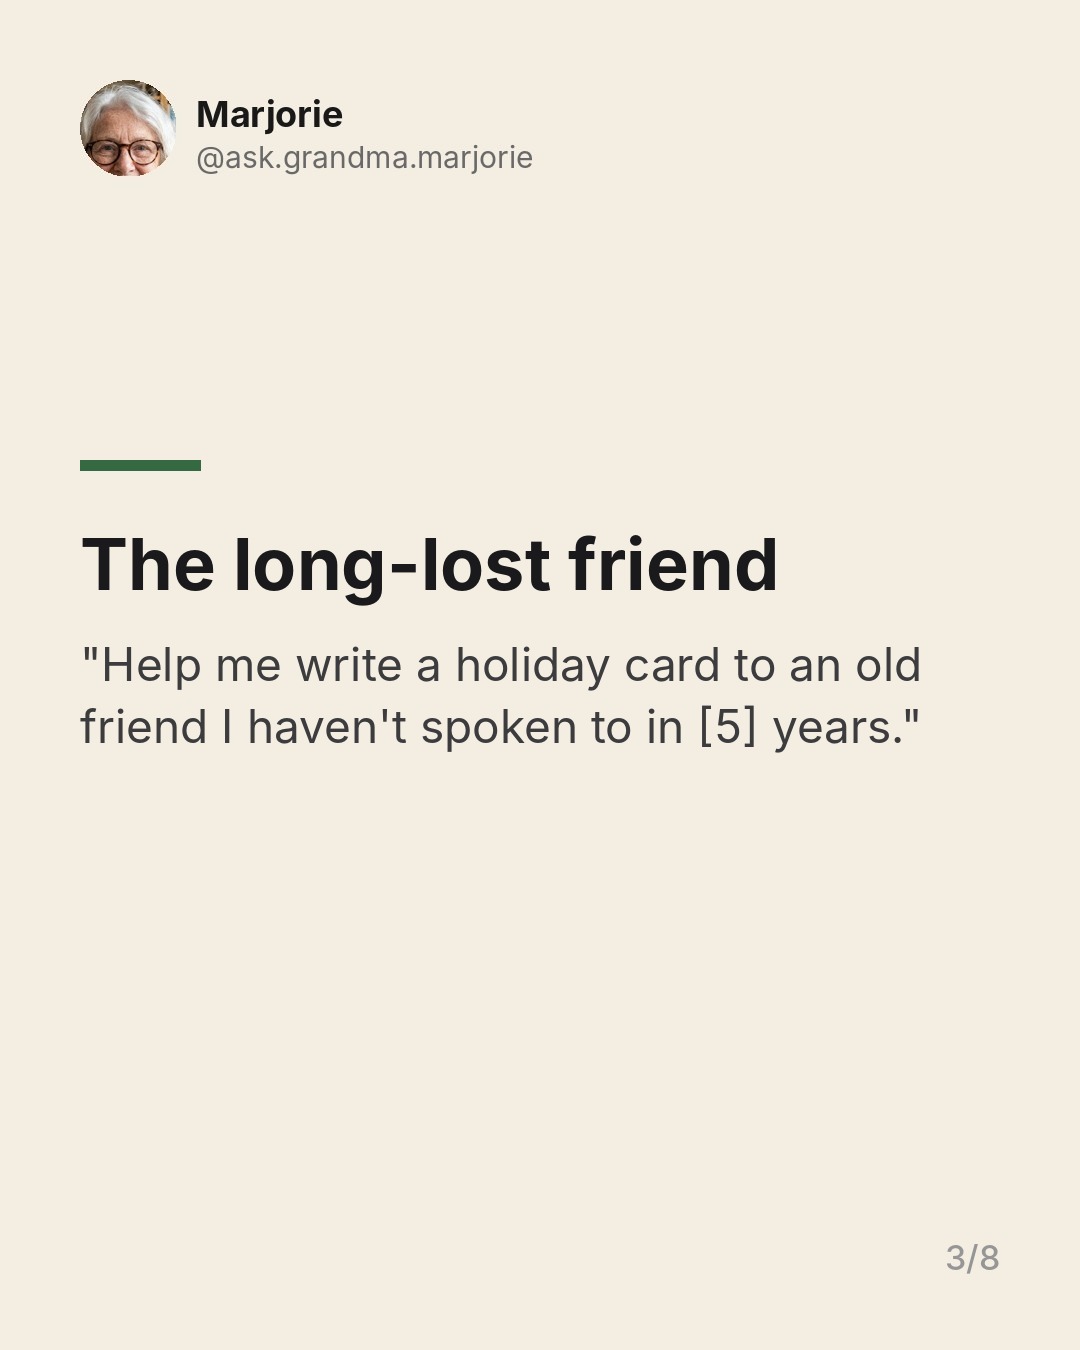 Marjorie
@ask.grandma.marjorie
The long-lost friend
"Help me write a holiday card to an old
friend I haven't spoken to in [5] years."
3/8